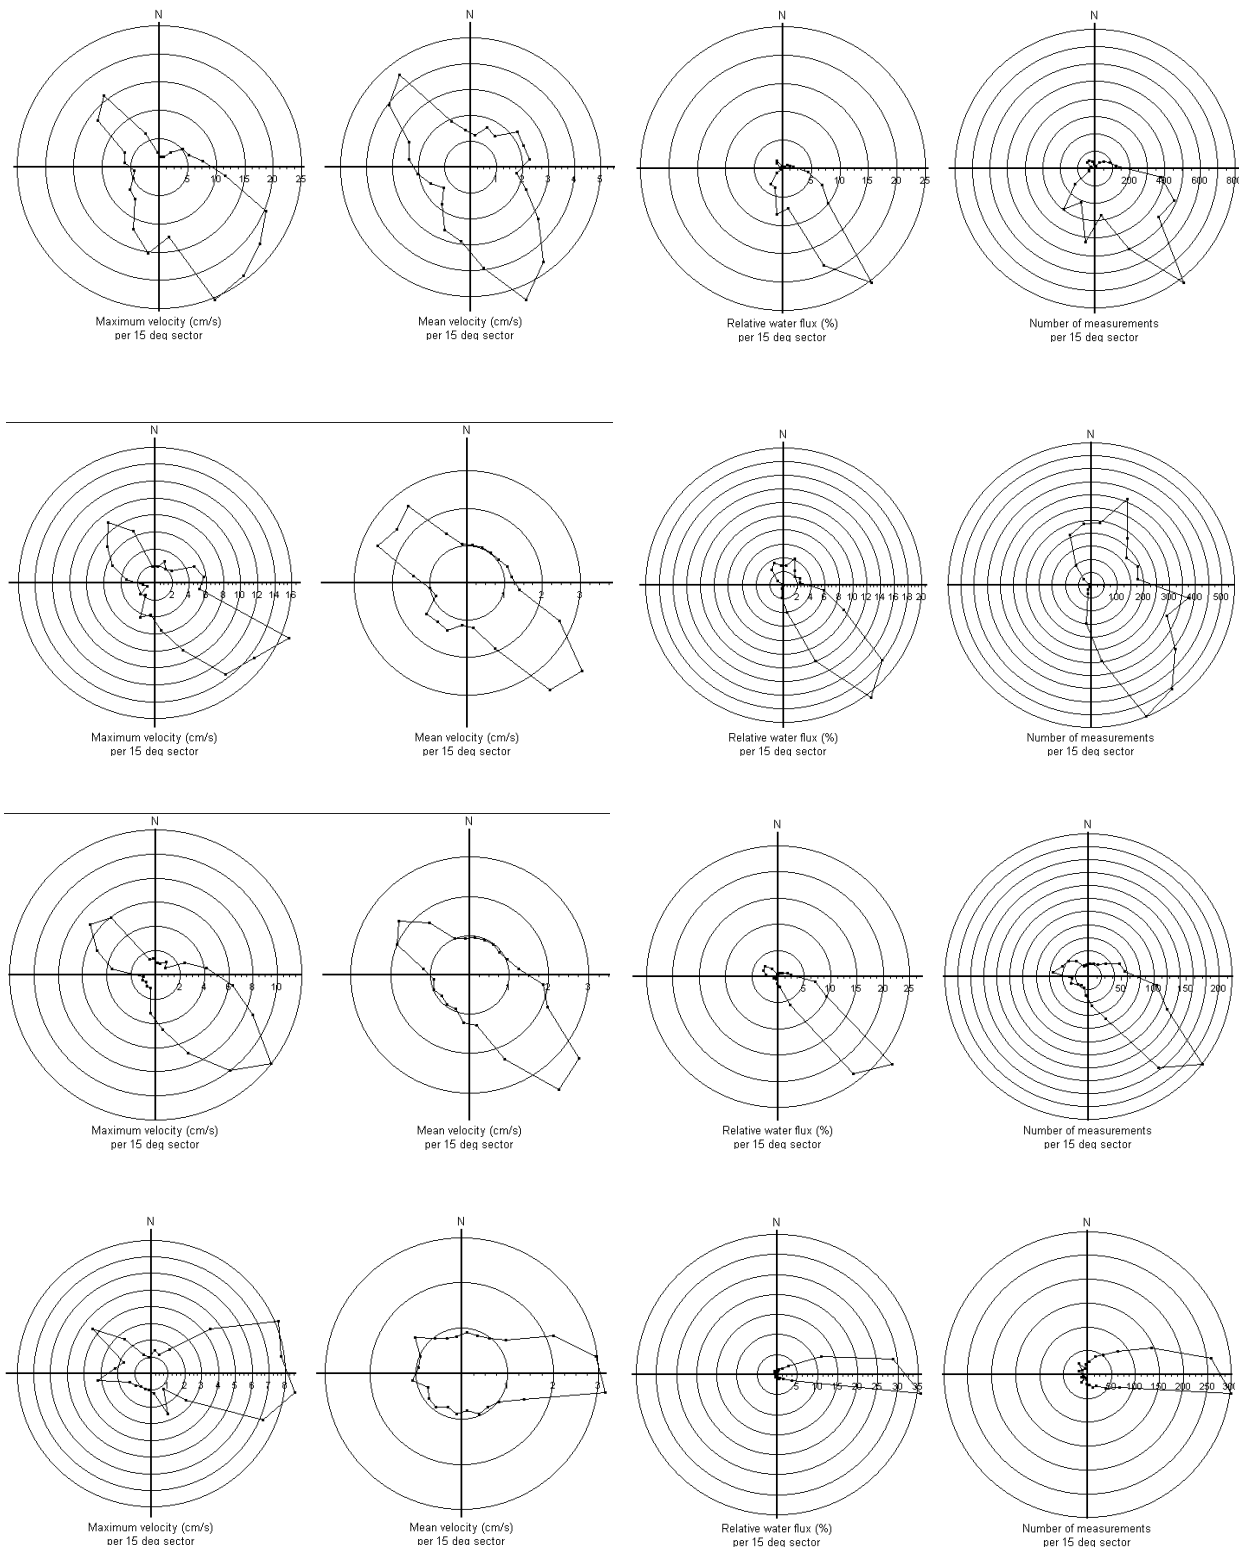 N N N N
5 10 15 20 25 1 2 3 4 5 5 10 15 20 25 200 400 600 800
Maximum velocity (cm/s) Mean velocity (cm/s) Relative water flux (%) Number of measurements
per 15 deg sector per 15 deg sector per 15 deg sector per 15 deg sector
N N N N
2 4 6 8 10 12 14 16 1 2 3 2 4 6 8 10 12 14 16 18 20 100 200 300 400 500
Maximum velocity (cm/s) Mean velocity (cm/s) Relative water flux (%) Number of measurements
per 15 deg sector per 15 deg sector per 15 deg sector per 15 deg sector
N N N N
2 4 6 8 10 1 2 3 5 10 15 20 25 50 100 150 200
Maximum velocity (cm/s) Mean velocity (cm/s) Relative water flux (%) Number of measurements
per 15 deg sector per 15 deg sector per 15 deg sector per 15 deg sector
N N N N
1 2 3 4 5 6 7 8 1 2 3 5 10 15 20 25 30 35 50 100 150 200 250 300
Maximum velocity (cm/s) Mean velocity (cm/s) Relative water flux (%) Number of measurements
per 15 deg sector per 15 deg sector per 15 deg sector per 15 deg sector